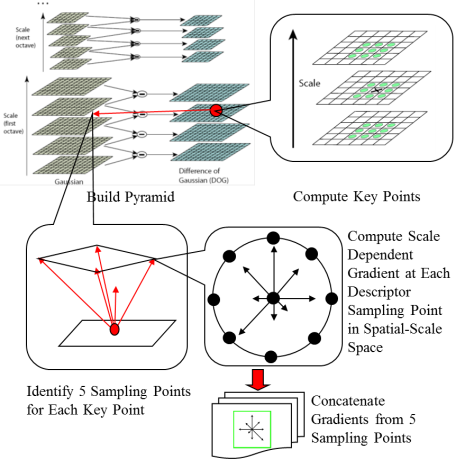 ...
Scale
(next
octave)
Scale
(first
octave)
Gaussian
Difference of
Gaussian (DOG)
Build Pyramid
Scale
Compute Key Points
Compute Scale
Dependent
Gradient at Each
Descriptor
Sampling Point
in Spatial-Scale
Space
Identify 5 Sampling Points
for Each Key Point
Concatenate
Gradients from 5
Sampling Points